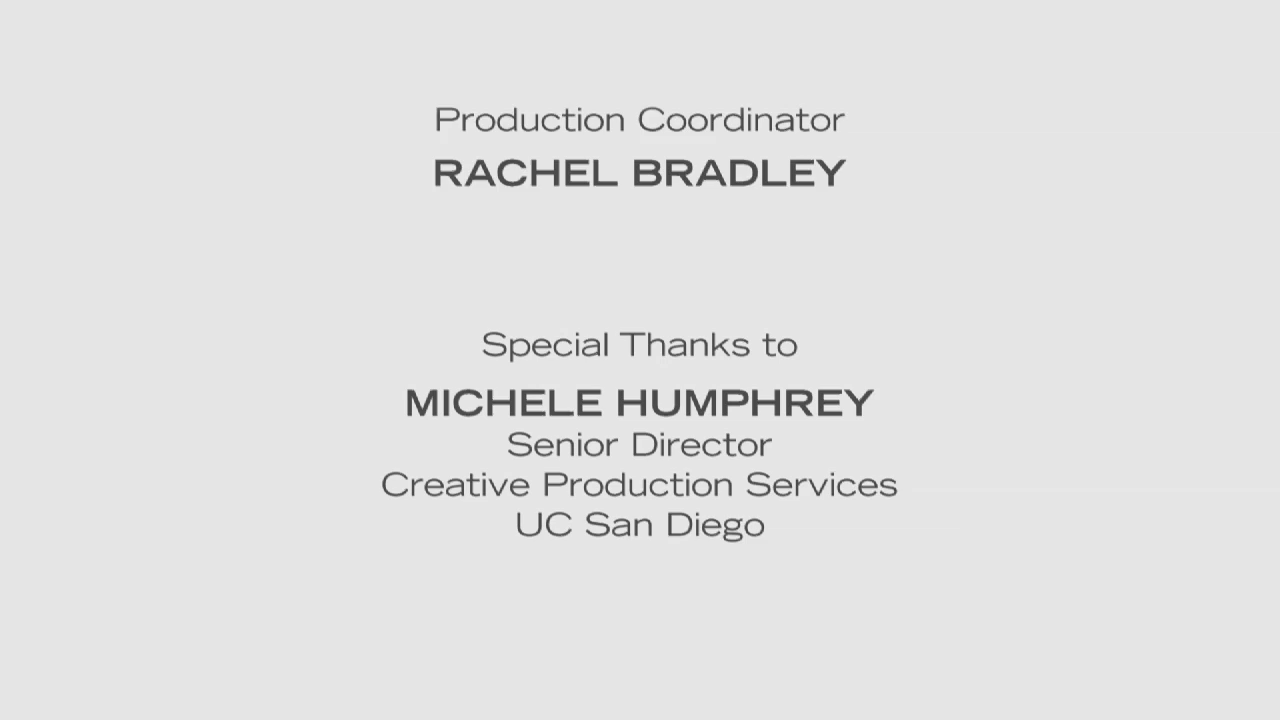 Production Coordinator
RACHEL BRADLEY
Special Thanks to
MICHELE HUMPHREY
Senior Director
Creative Production Services
UC San Diego